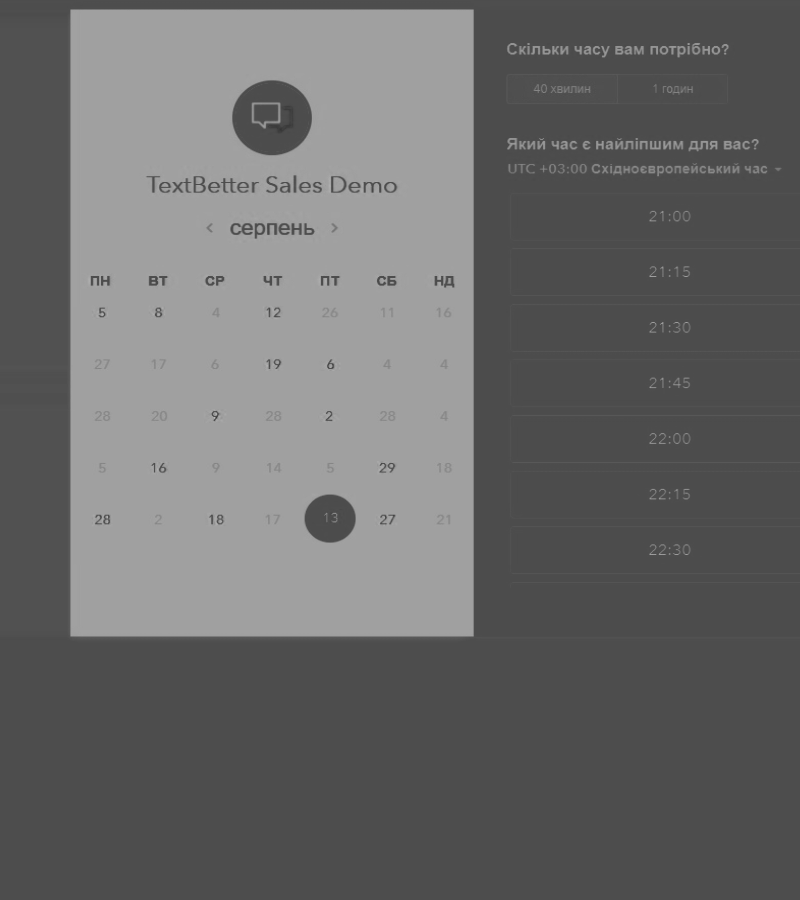 TextBetter Sales Demo
‹ серпень ›
ПН ВТ СР ЧТ ПТ СБ НД
5 8 4 12 26 11 16
27 17 6 19 6 4 4
28 20 9 28 2 28 4
5 16 9 14 5 29 18
28 2 18 17 13 27 21
Скільки часу вам потрібно?
40 хвилин 1 годин
Який час є найліпшим для вас?
UTC +03:00 Східноєвропейський час
21:00
21:15
21:30
21:45
22:00
22:15
22:30